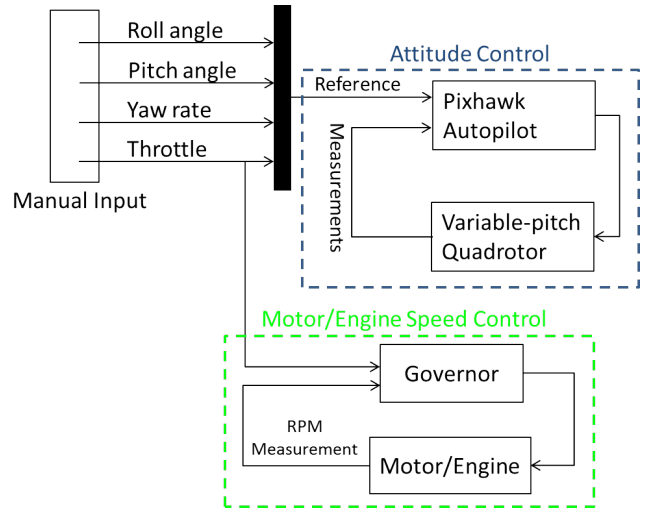 Roll angle
Pitch angle
Yaw rate
Throttle
Manual Input
Attitude Control
Reference
Pixhawk
Autopilot
Measurements
Variable-pitch
Quadrotor
Motor/Engine Speed Control
Governor
RPM
Measurement
Motor/Engine